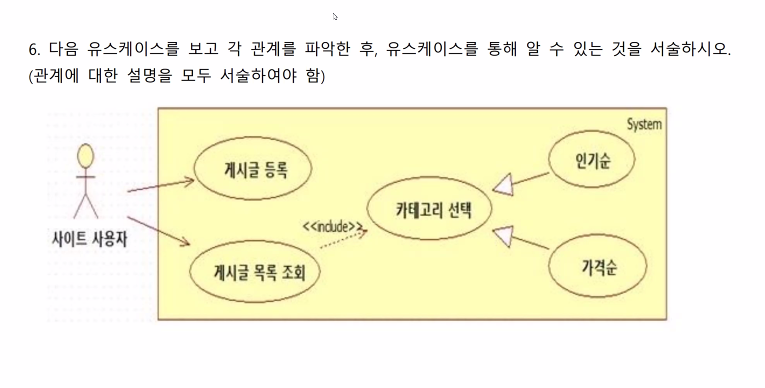 6. 다음 유스케이스를 보고 각 관계를 파악한 후, 유스케이스를 통해 알 수 있는 것을 서술하시오.
(관계에 대한 설명을 모두 서술하여야 함)
System
게시글 등록
인기순
카테고리 선택
<<include>>
사이트 사용자
게시글 목록 조회
가격순